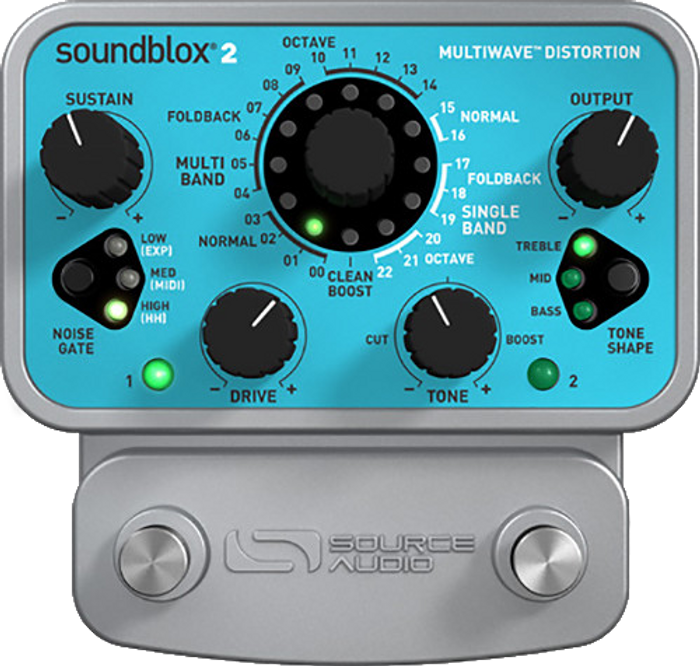 soundblox® 2
MULTIWAVE™ DISTORTION
SUSTAIN
- +
OUTPUT
- +
OCTAVE
FOLDBACK
MULTI
BAND
NORMAL
00
01
02
03
04
05
06
07
08
09
10
11
12
13
14
15
16
17
18
19
20
21
22
NORMAL
FOLDBACK
SINGLE
BAND
OCTAVE
CLEAN
BOOST
LOW
(EXP)
MED
(MIDI)
HIGH
(HH)
NOISE
GATE
TREBLE
MID
BASS
TONE
SHAPE
1
- DRIVE +
CUT
BOOST
- TONE +
2
SOURCE
AUDIO